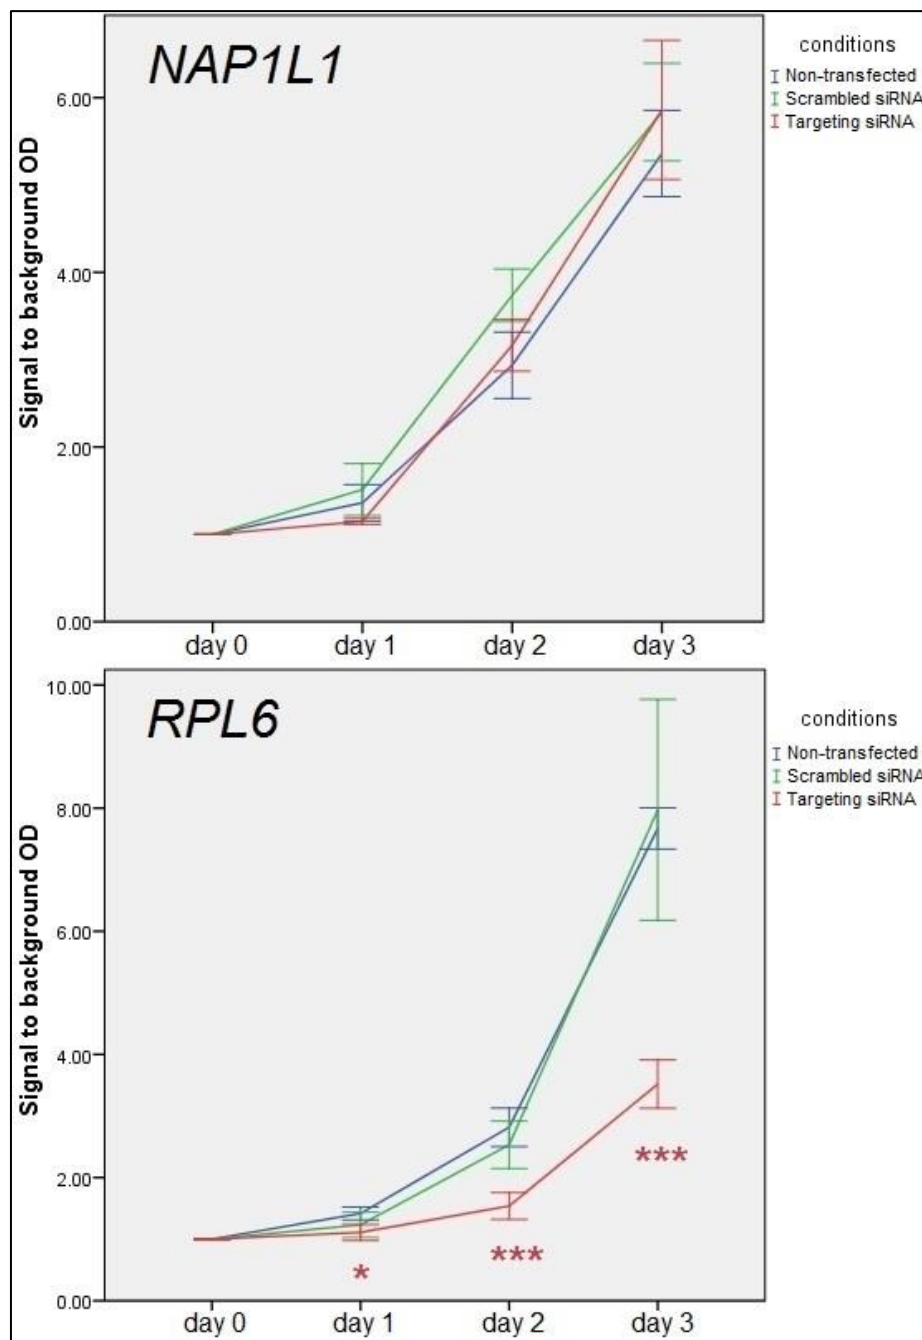 NAP1L1
conditions
Non-transfected
Scrambled siRNA
Targeting siRNA
Signal to background OD
6.00
4.00
2.00
0.00
day 0 day 1 day 2 day 3
RPL6
conditions
Non-transfected
Scrambled siRNA
Targeting siRNA
Signal to background OD
10.00
8.00
6.00
4.00
2.00
0.00
***
***
*
day 0 day 1 day 2 day 3